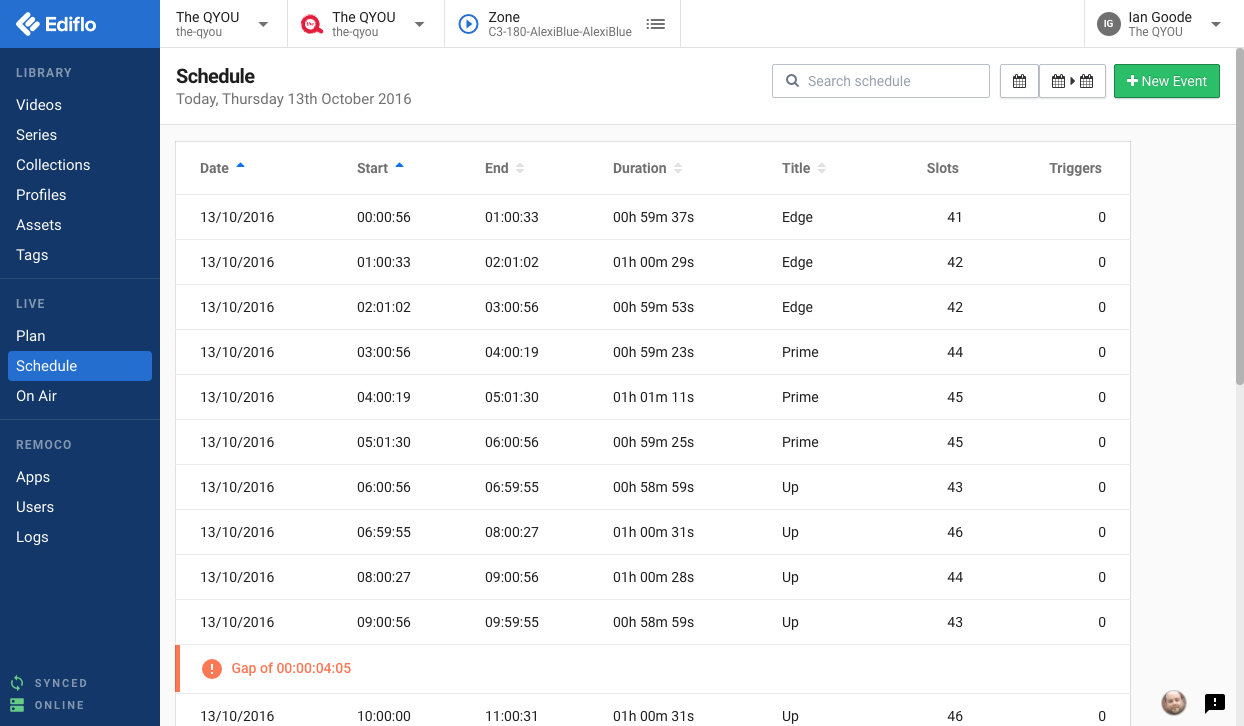 Ediflo
The QYOU
the-qyou
The QYOU
the-qyou
Zone
C3-180-AlexiBlue-AlexiBlue
IG
Ian Goode
The QYOU
LIBRARY
Videos
Series
Collections
Profiles
Assets
Tags
LIVE
Plan
Schedule
On Air
REMOCO
Apps
Users
Logs
SYNCED
ONLINE
Schedule
Today, Thursday 13th October 2016
Search schedule
New Event
Date Start End Duration Title Slots Triggers
13/10/2016 00:00:56 01:00:33 00h 59m 37s Edge 41 0
13/10/2016 01:00:33 02:01:02 01h 00m 29s Edge 42 0
13/10/2016 02:01:02 03:00:56 00h 59m 53s Edge 42 0
13/10/2016 03:00:56 04:00:19 00h 59m 23s Prime 44 0
13/10/2016 04:00:19 05:01:30 01h 01m 11s Prime 45 0
13/10/2016 05:01:30 06:00:56 00h 59m 25s Prime 45 0
13/10/2016 06:00:56 06:59:55 00h 58m 59s Up 43 0
13/10/2016 06:59:55 08:00:27 01h 00m 31s Up 46 0
13/10/2016 08:00:27 09:00:56 01h 00m 28s Up 44 0
13/10/2016 09:00:56 09:59:55 00h 58m 59s Up 43 0
Gap of 00:00:04:05
13/10/2016 10:00:00 11:00:31 01h 00m 31s Up 46 0